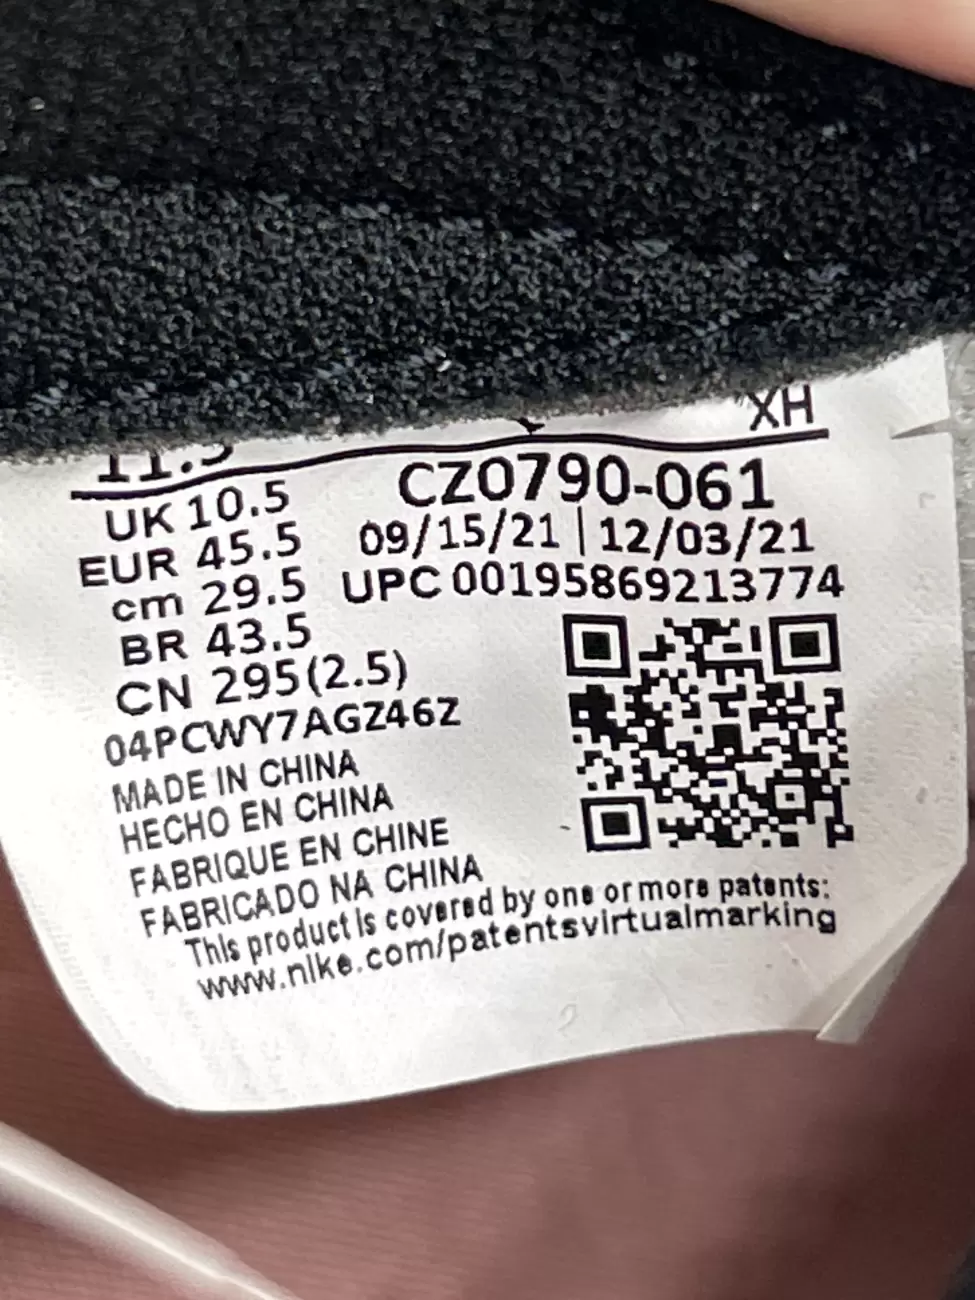 XH
11.5
UK 10.5
CZ0790-061
EUR 45.5
09/15/21 | 12/03/21
cm 29.5
UPC 00195869213774
BR 43.5
CN 295(2.5)
04PCWY7AGZ46Z
MADE IN CHINA
HECHO EN CHINA
FABRIQUE EN CHINE
FABRICADO NA CHINA
This product is covered by one or more patents:
www.nike.com/patentsvirtualmarking